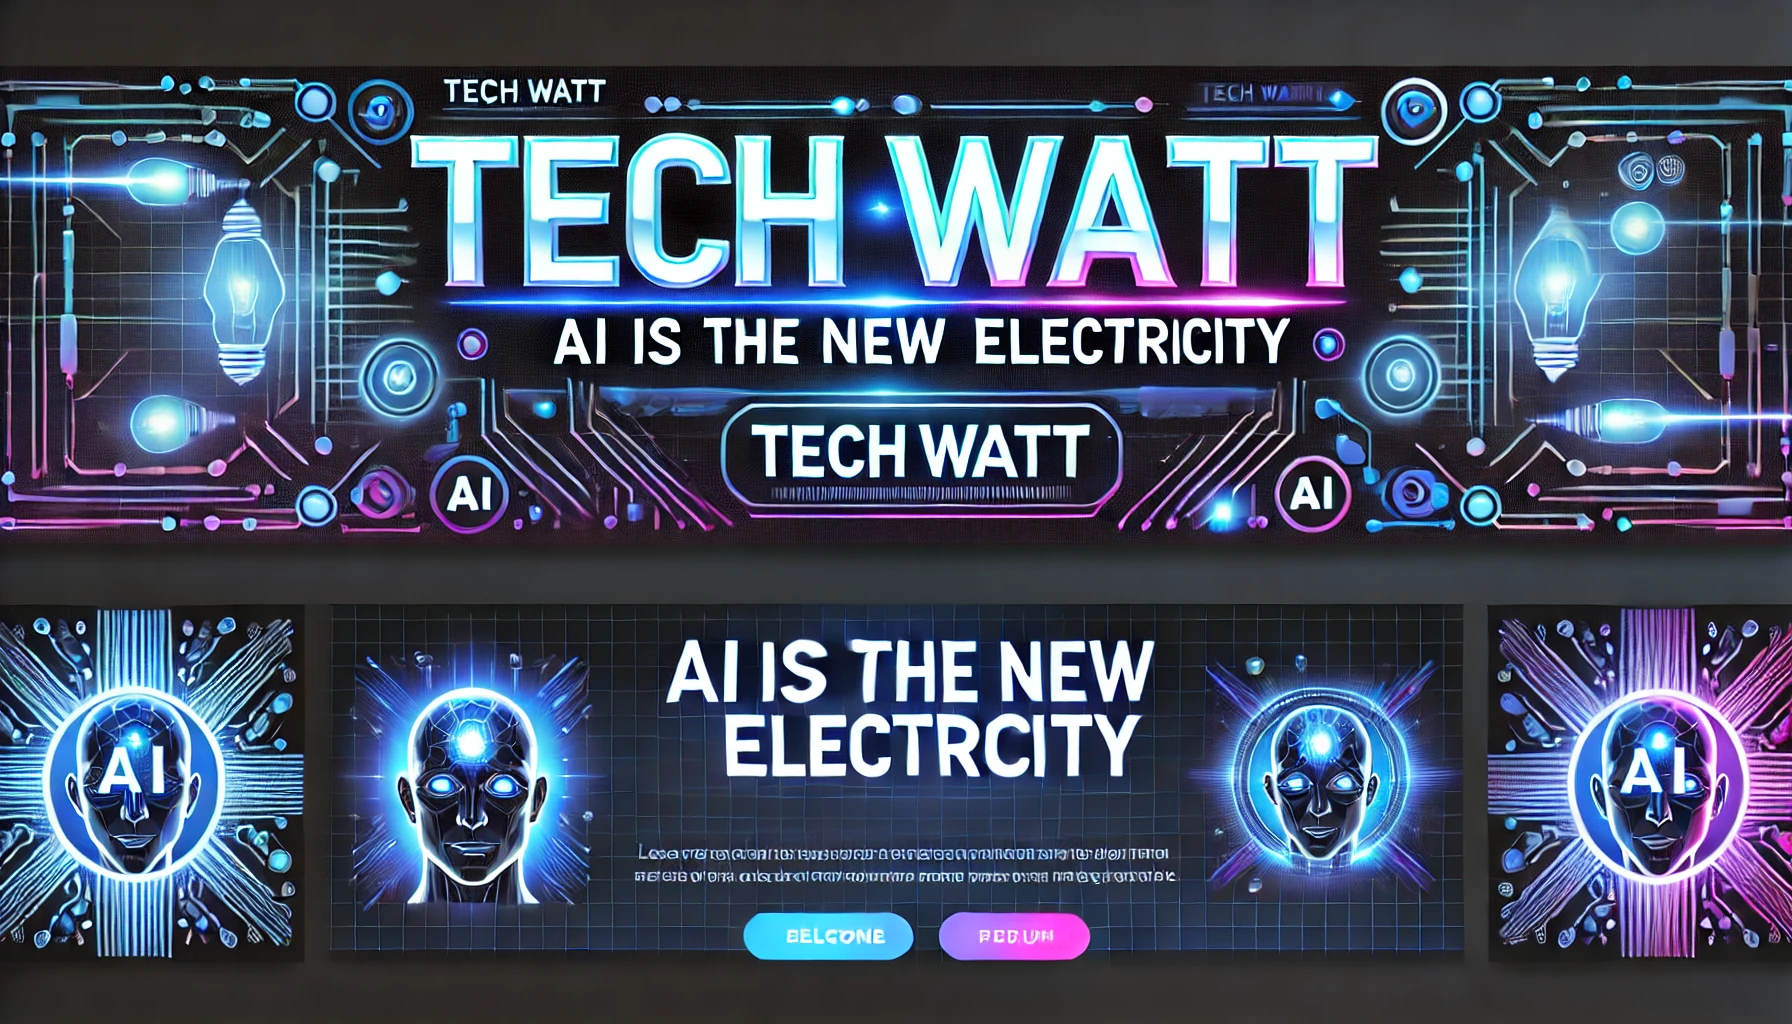 TECH WATT
TECH
TECH WATT
AI IS THE NEW ELECTRICITY
TECH WATT
AI
AI
AI
AI IS THE NEW
ELECTRCITY
AI
BELCONE